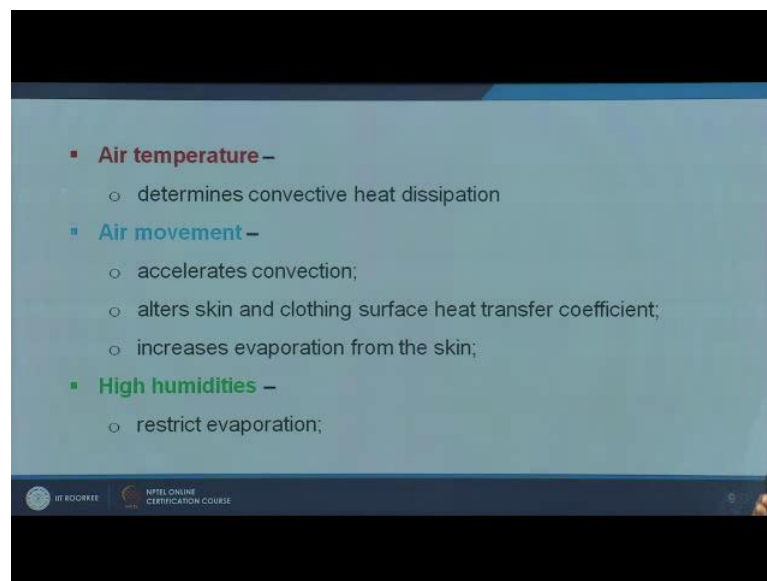 ▪ Air temperature –
o determines convective heat dissipation
▪ Air movement –
o accelerates convection;
o alters skin and clothing surface heat transfer coefficient;
o increases evaporation from the skin;
▪ High humidities –
o restrict evaporation;
IIT ROORKEE
NPTEL ONLINE
CERTIFICATION COURSE
9